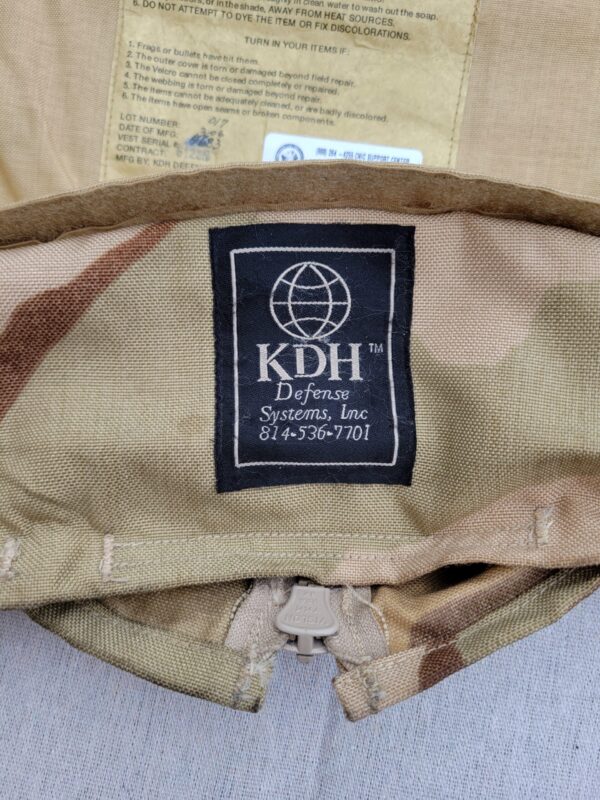 6. DO NOT ATTEMPT TO DYE THE ITEM OR FIX DISCOLORATIONS.
TURN IN YOUR ITEMS IF:
1. Frags or bullets have hit them.
2. The outer cover is torn or damaged beyond field repair.
3. The Velcro cannot be closed completely or repaired.
4. The webbing is torn or damaged beyond repair.
5. The items cannot be adequately cleaned, or are badly discolored.
6. The items have open seams or broken components.
LOT NUMBER:
DATE OF MFG:
VEST SERIAL
CONTRACT:
MFG BY: KDH
SUPPORT CENTER
KDH™
Defense
Systems, Inc
814-536-7701